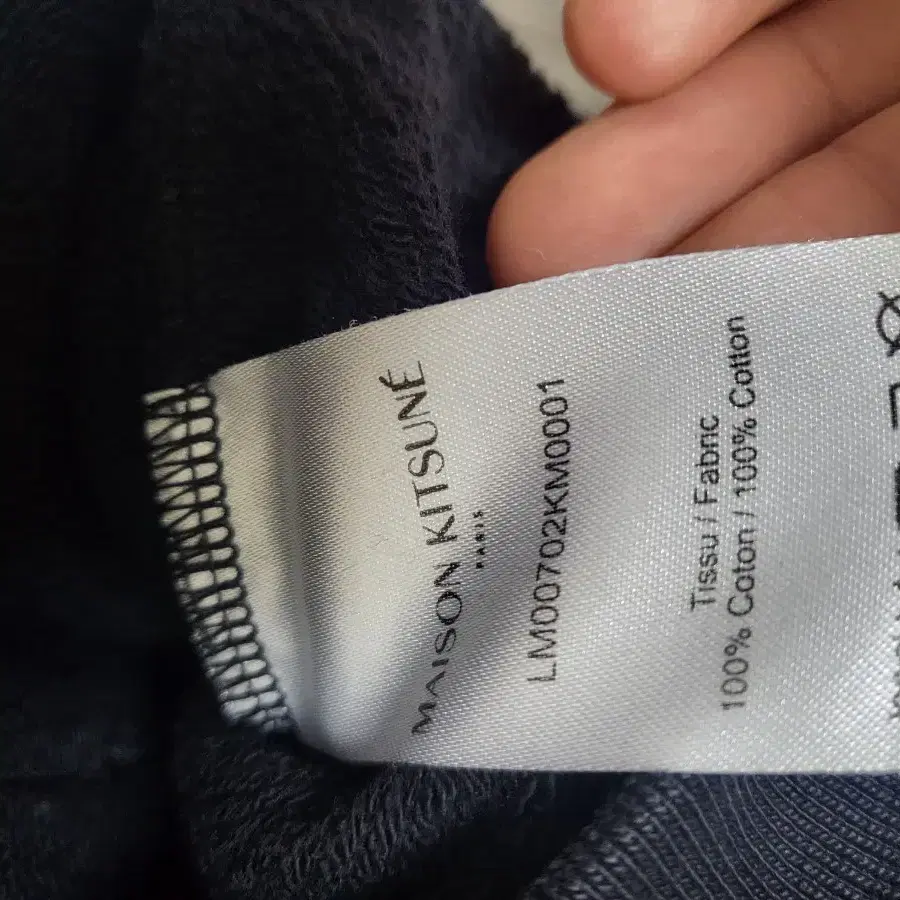 MAISON KITSUNÉ
PARIS
LM00702KM0001
Tissu / Fabric
100% Coton / 100% Cotton